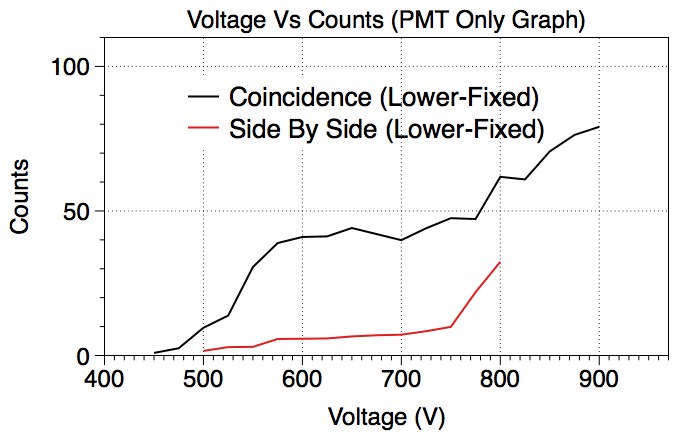 Voltage Vs Counts (PMT Only Graph)
100
Coincidence (Lower-Fixed)
Side By Side (Lower-Fixed)
Counts
50
0
400 500 600 700 800 900
Voltage (V)